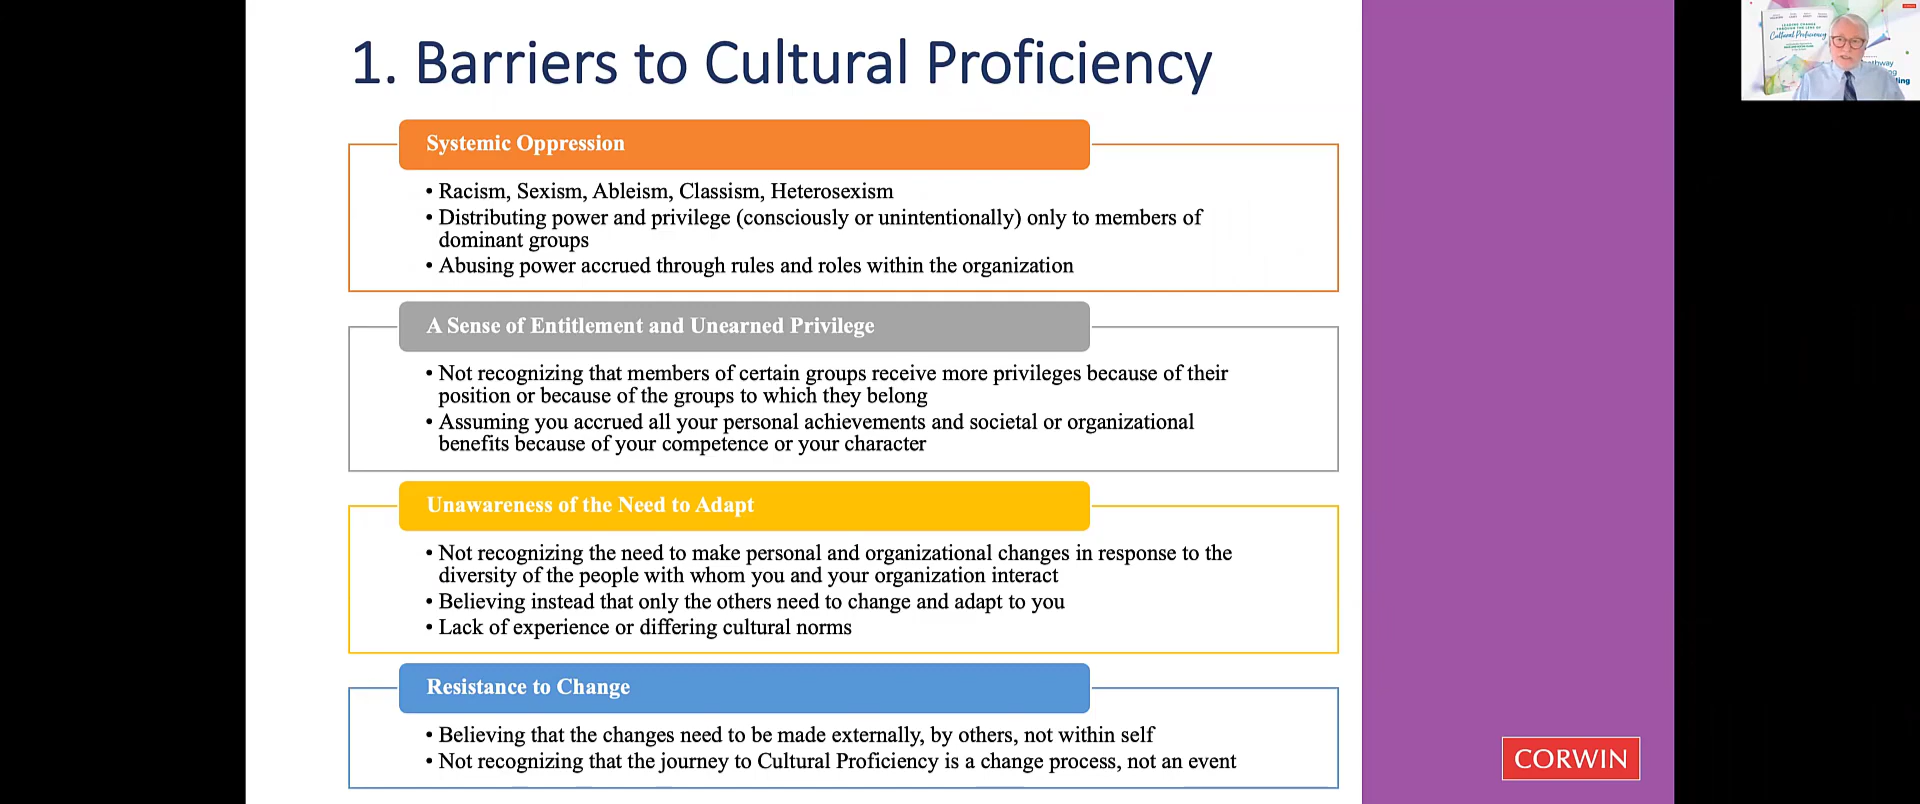 1. Barriers to Cultural Proficiency
Systemic Oppression
• Racism, Sexism, Ableism, Classism, Heterosexism
• Distributing power and privilege (consciously or unintentionally) only to members of
dominant groups
• Abusing power accrued through rules and roles within the organization
A Sense of Entitlement and Unearned Privilege
• Not recognizing that members of certain groups receive more privileges because of their
position or because of the groups to which they belong
• Assuming you accrued all your personal achievements and societal or organizational
benefits because of your competence or your character
Unawareness of the Need to Adapt
• Not recognizing the need to make personal and organizational changes in response to the
diversity of the people with whom you and your organization interact
• Believing instead that only the others need to change and adapt to you
• Lack of experience or differing cultural norms
Resistance to Change
• Believing that the changes need to be made externally, by others, not within self
• Not recognizing that the journey to Cultural Proficiency is a change process, not an event
CORWIN
LEADING CHANGE
THROUGH THE LENS OF
Cultural Proficiency